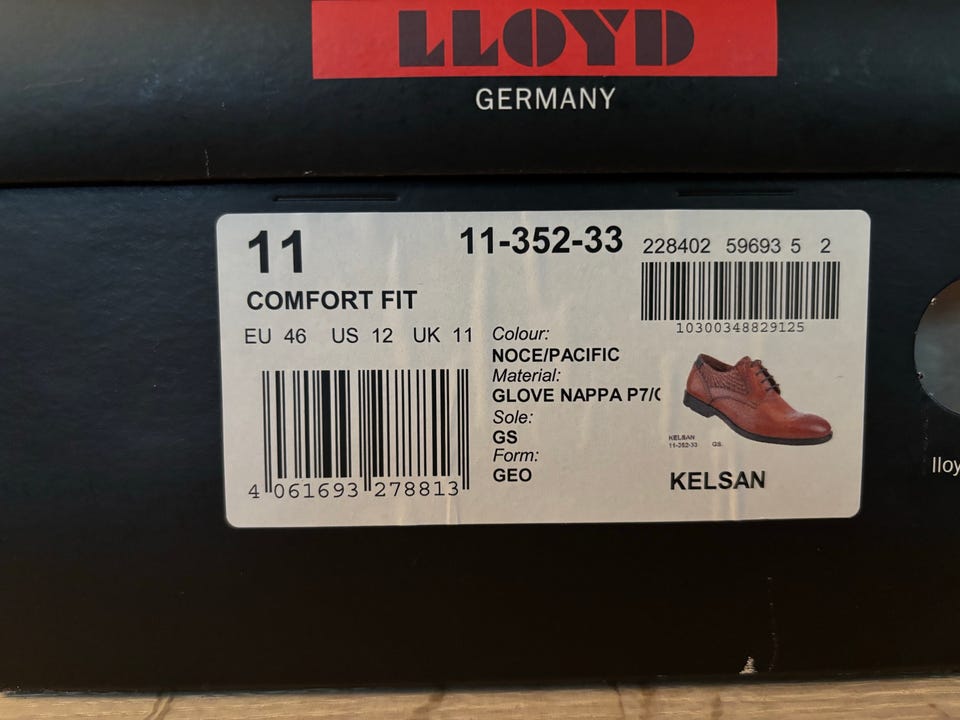 LLOYD
GERMANY
11
11-352-33
228402 59693 5 2
10300348829125
COMFORT FIT
EU 46 US 12 UK 11
Colour:
NOCE/PACIFIC
Material:
GLOVE NAPPA P7/
Sole:
GS
Form:
GEO
4 061693 278813
KELSAN
11-352-33 GS
KELSAN
lloy